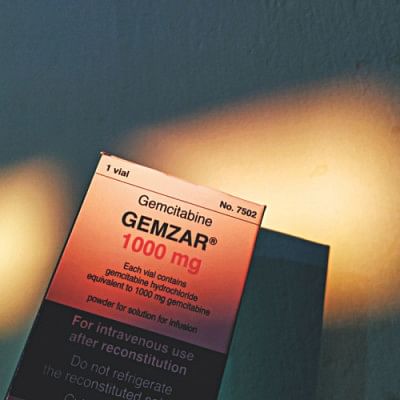 1 vial
No. 7502
Gemcitabine
GEMZAR®
1000 mg
Each vial contains
gemcitabine hydrochloride
equivalent to 1000 mg gemcitabine
powder for solution for infusion
For intravenous use
after reconstitution
Do not refrigerate
the reconstituted